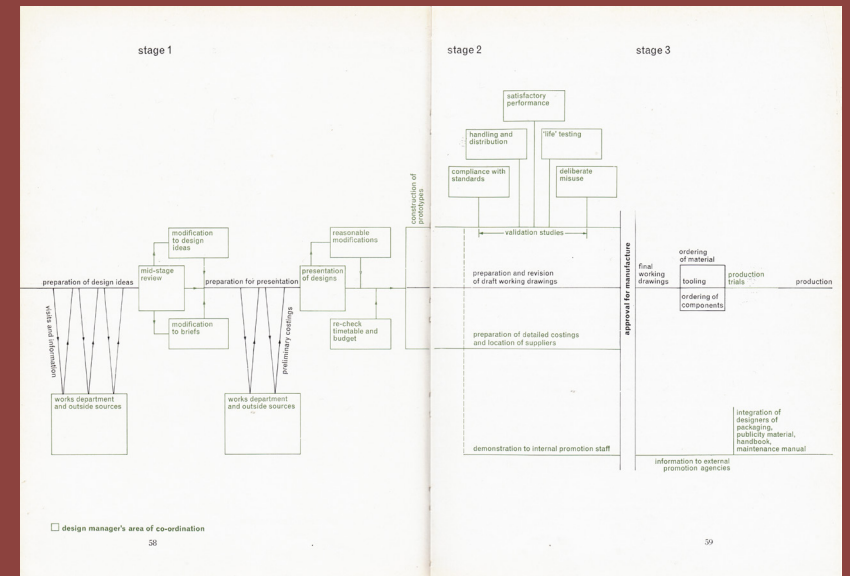 stage 1
modification
to design
ideas
mid-stage
review
modification
to briefs
preparation of design ideas
visits and information
works department
and outside sources
preparation for presentation
preliminary costings
works department
and outside sources
reasonable
modifications
presentation
of designs
re-check
timetable and
budget
construction of
prototypes
design manager's area of co-ordination
58
stage 2
stage 3
satisfactory
performance
handling and
distribution
'life' testing
compliance with
standards
deliberate
misuse
validation studies
preparation and revision
of draft working drawings
preparation of detailed costings
and location of suppliers
demonstration to internal promotion staff
approval for manufacture
final
working
drawings
ordering
of material
tooling
ordering of
components
production
trials
production
integration of
designers of
packaging,
publicity material,
handbook,
maintenance manual
information to external
promotion agencies
59